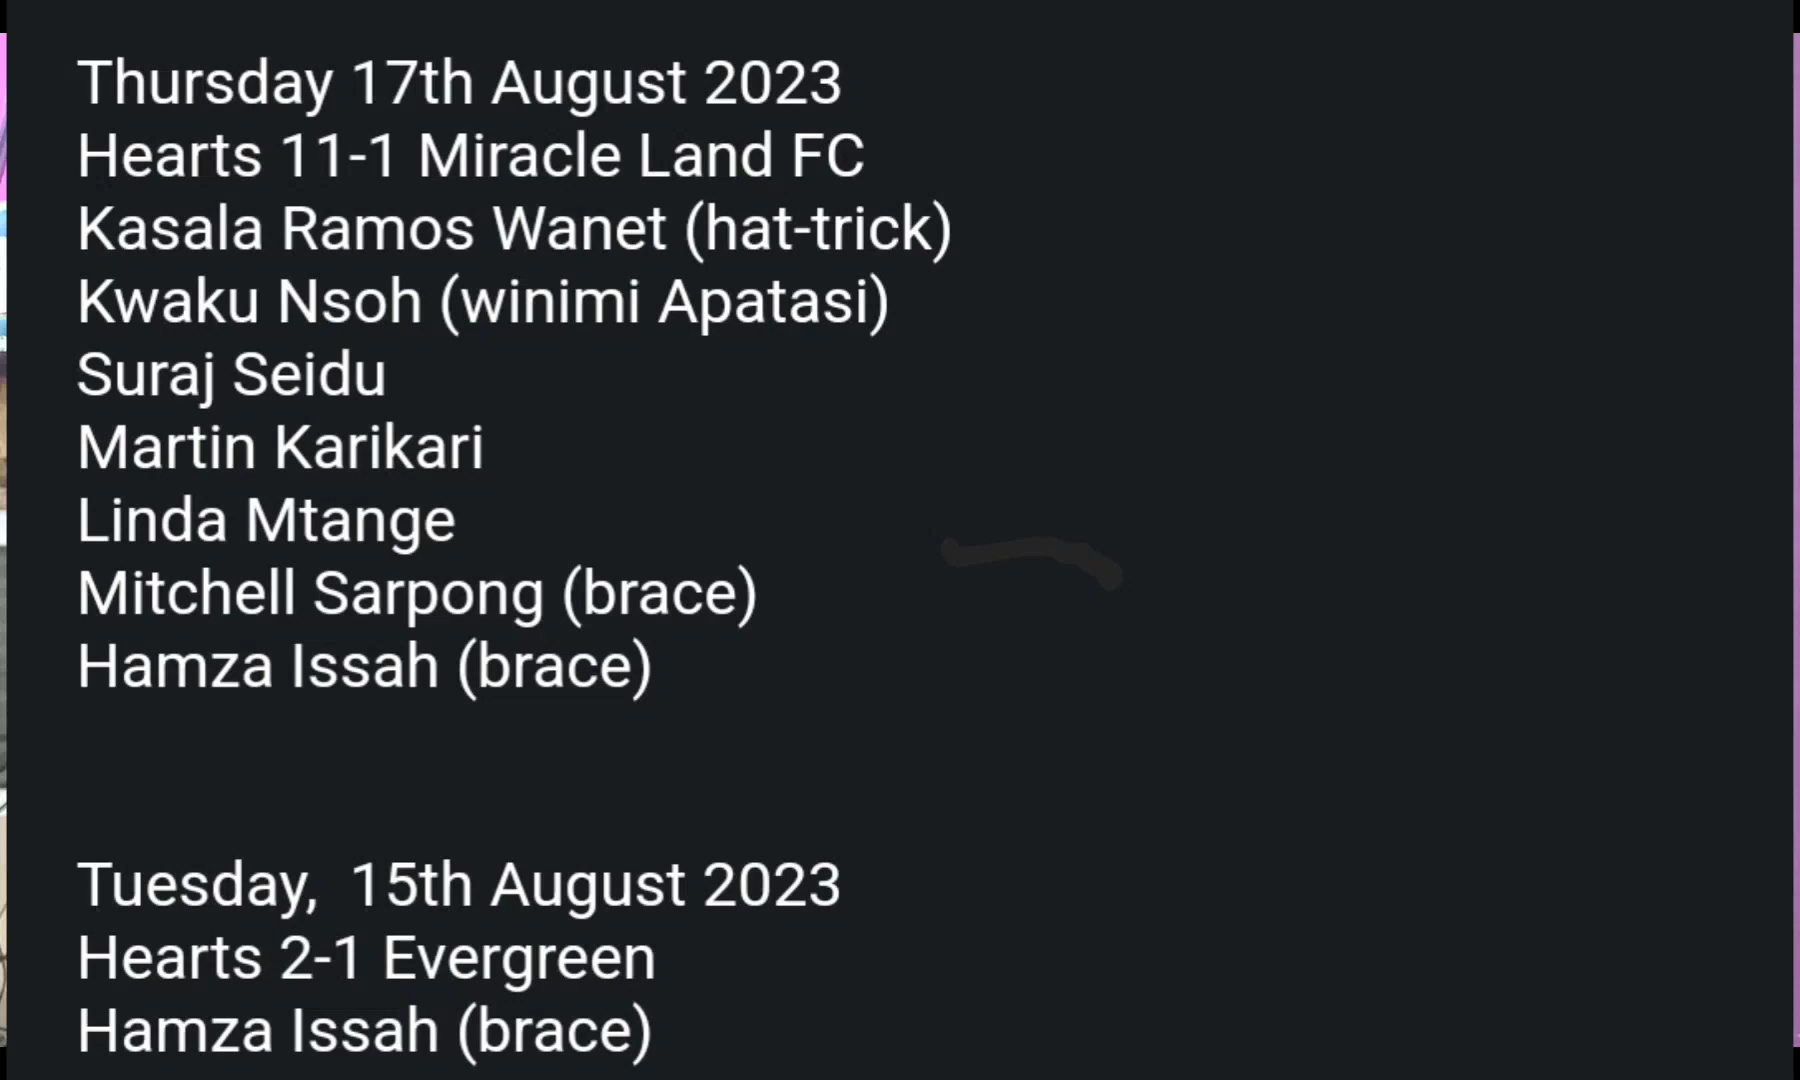 Thursday 17th August 2023
Hearts 11-1 Miracle Land FC
Kasala Ramos Wanet (hat-trick)
Kwaku Nsoh (winimi Apatasi)
Suraj Seidu
Martin Karikari
Linda Mtange
Mitchell Sarpong (brace)
Hamza Issah (brace)
Tuesday,  15th August 2023
Hearts 2-1 Evergreen
Hamza Issah (brace)